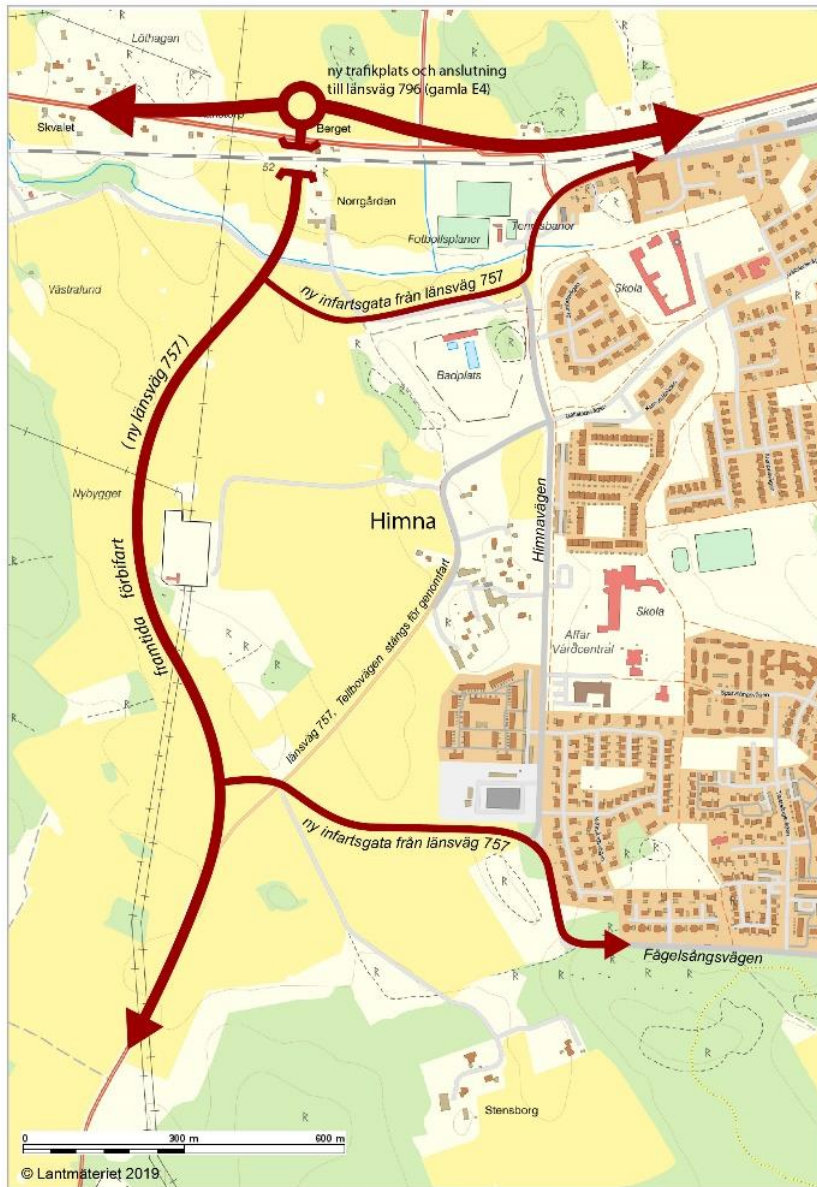 Löthagen
ny trafikplats och anslutning
till länsväg 796 (gamla E4)
Skvalet
Berget
52
Norrgården
Fotbollsplaner
Tennisbanor
Västralund
ny infartsgata från länsväg 757
Skola
Badplats
( ny länsväg 757 )
Nybygget
Himna
Himnavägen
framtida förbifart
länsväg 757, Tellbovägen stängs för genomfart
Skola
Affär
Vårdcentral
ny infartsgata från länsväg 757
Fågelsångsvägen
Stensborg
0 300 m 600 m
© Lantmäteriet 2019